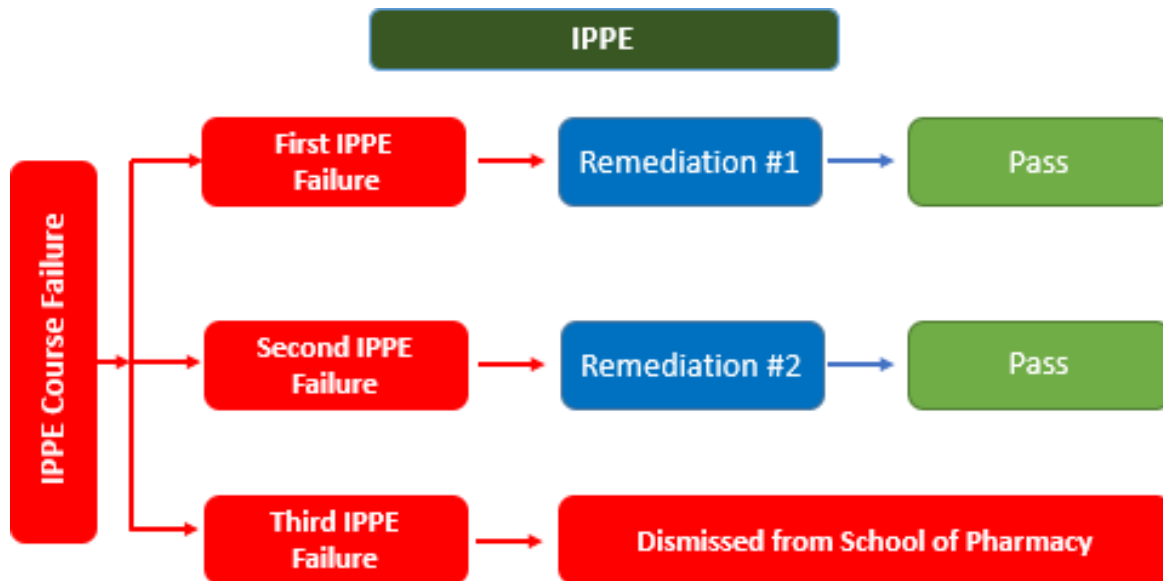 IPPE
First IPPE
Failure
Remediation #1
Pass
IPPE Course Failure
Second IPPE
Failure
Remediation #2
Pass
Third IPPE
Failure
Dismissed from School of Pharmacy